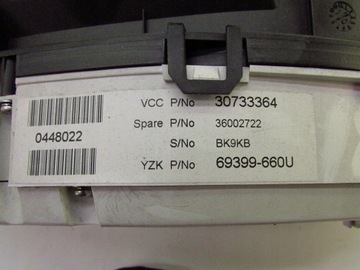 VCC P/No 30733364
0448022
Spare P/No 36002722
S/No BK9KB
YZK P/No 69399-660U